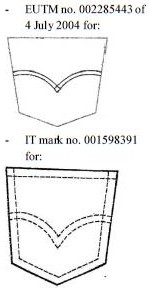 - EUTM no. 002285443 of
4 July 2004 for:
- IT mark no. 001598391
for: